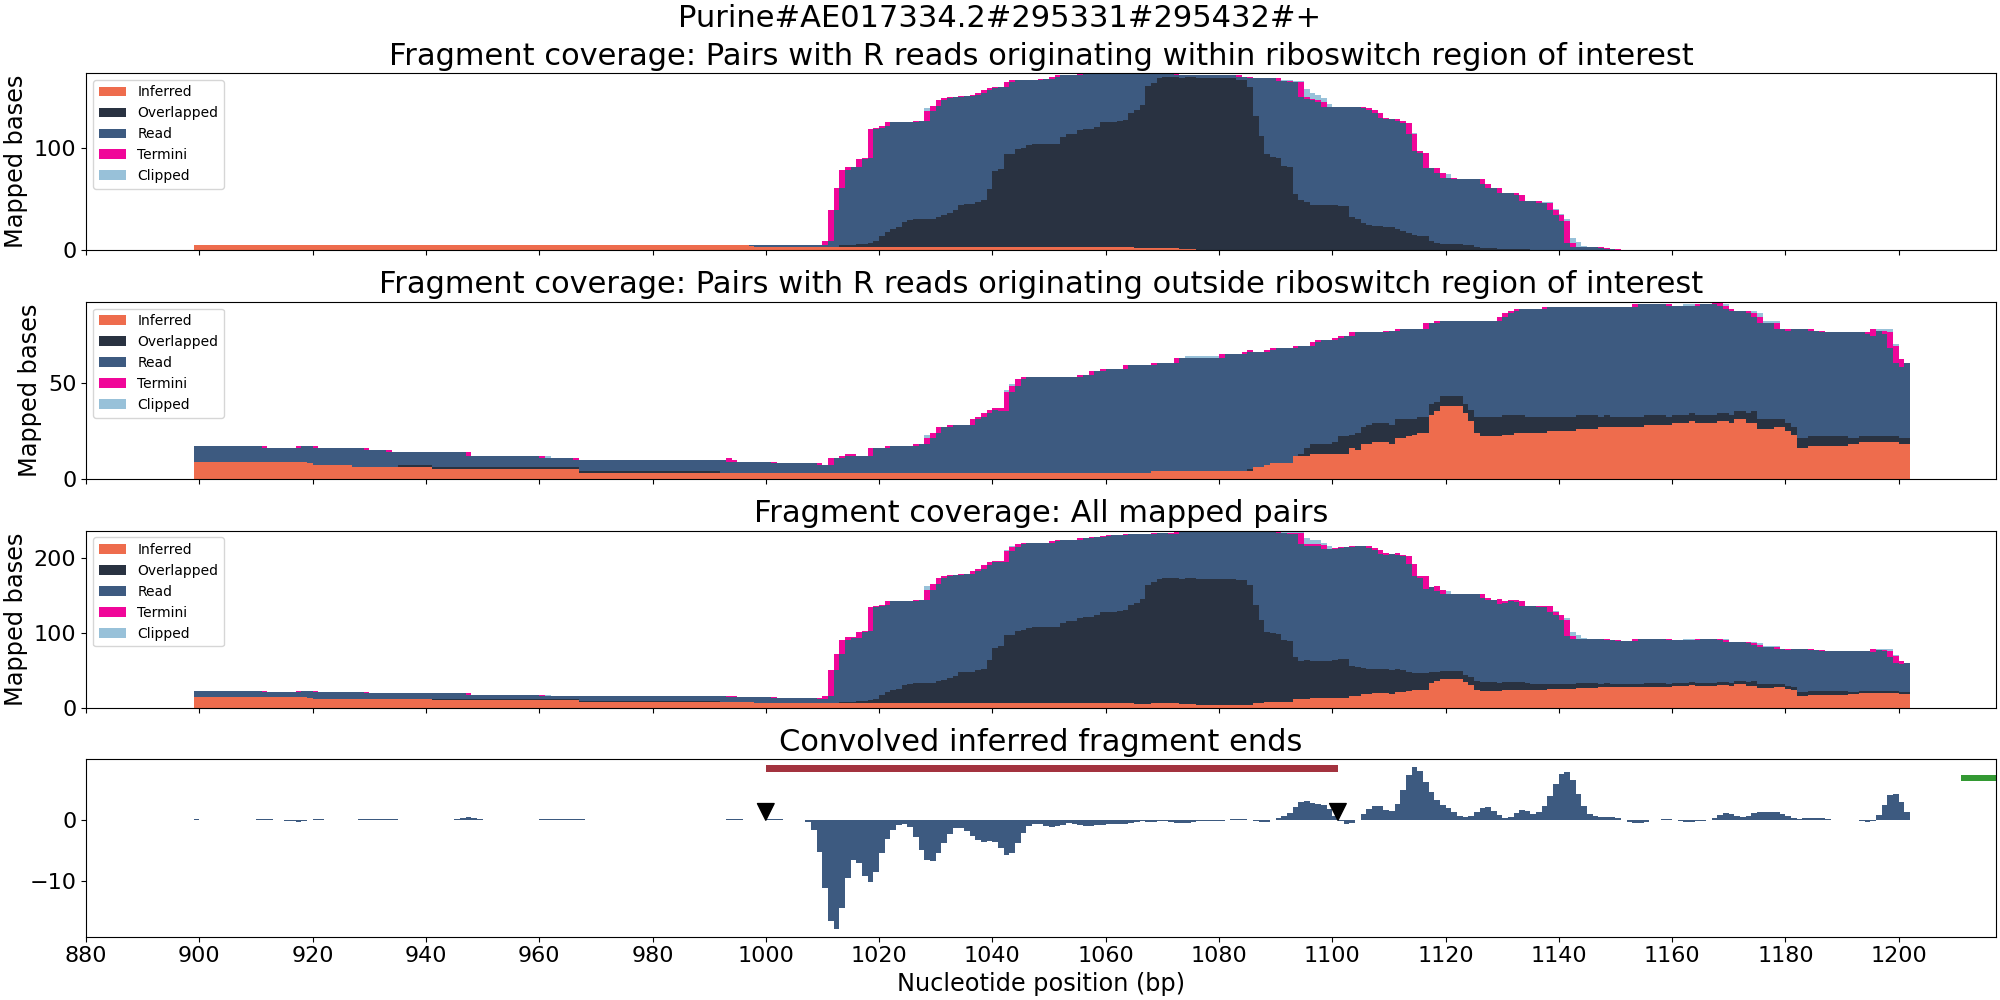 Purine#AE017334.2#295331#295432#+
Fragment coverage: Pairs with R reads originating within riboswitch region of interest
Mapped bases
100
0
Inferred
Overlapped
Read
Termini
Clipped
Fragment coverage: Pairs with R reads originating outside riboswitch region of interest
Mapped bases
50
0
Inferred
Overlapped
Read
Termini
Clipped
Fragment coverage: All mapped pairs
Mapped bases
200
100
0
Inferred
Overlapped
Read
Termini
Clipped
Convolved inferred fragment ends
0
−10
880 900 920 940 960 980 1000 1020 1040 1060 1080 1100 1120 1140 1160 1180 1200
Nucleotide position (bp)